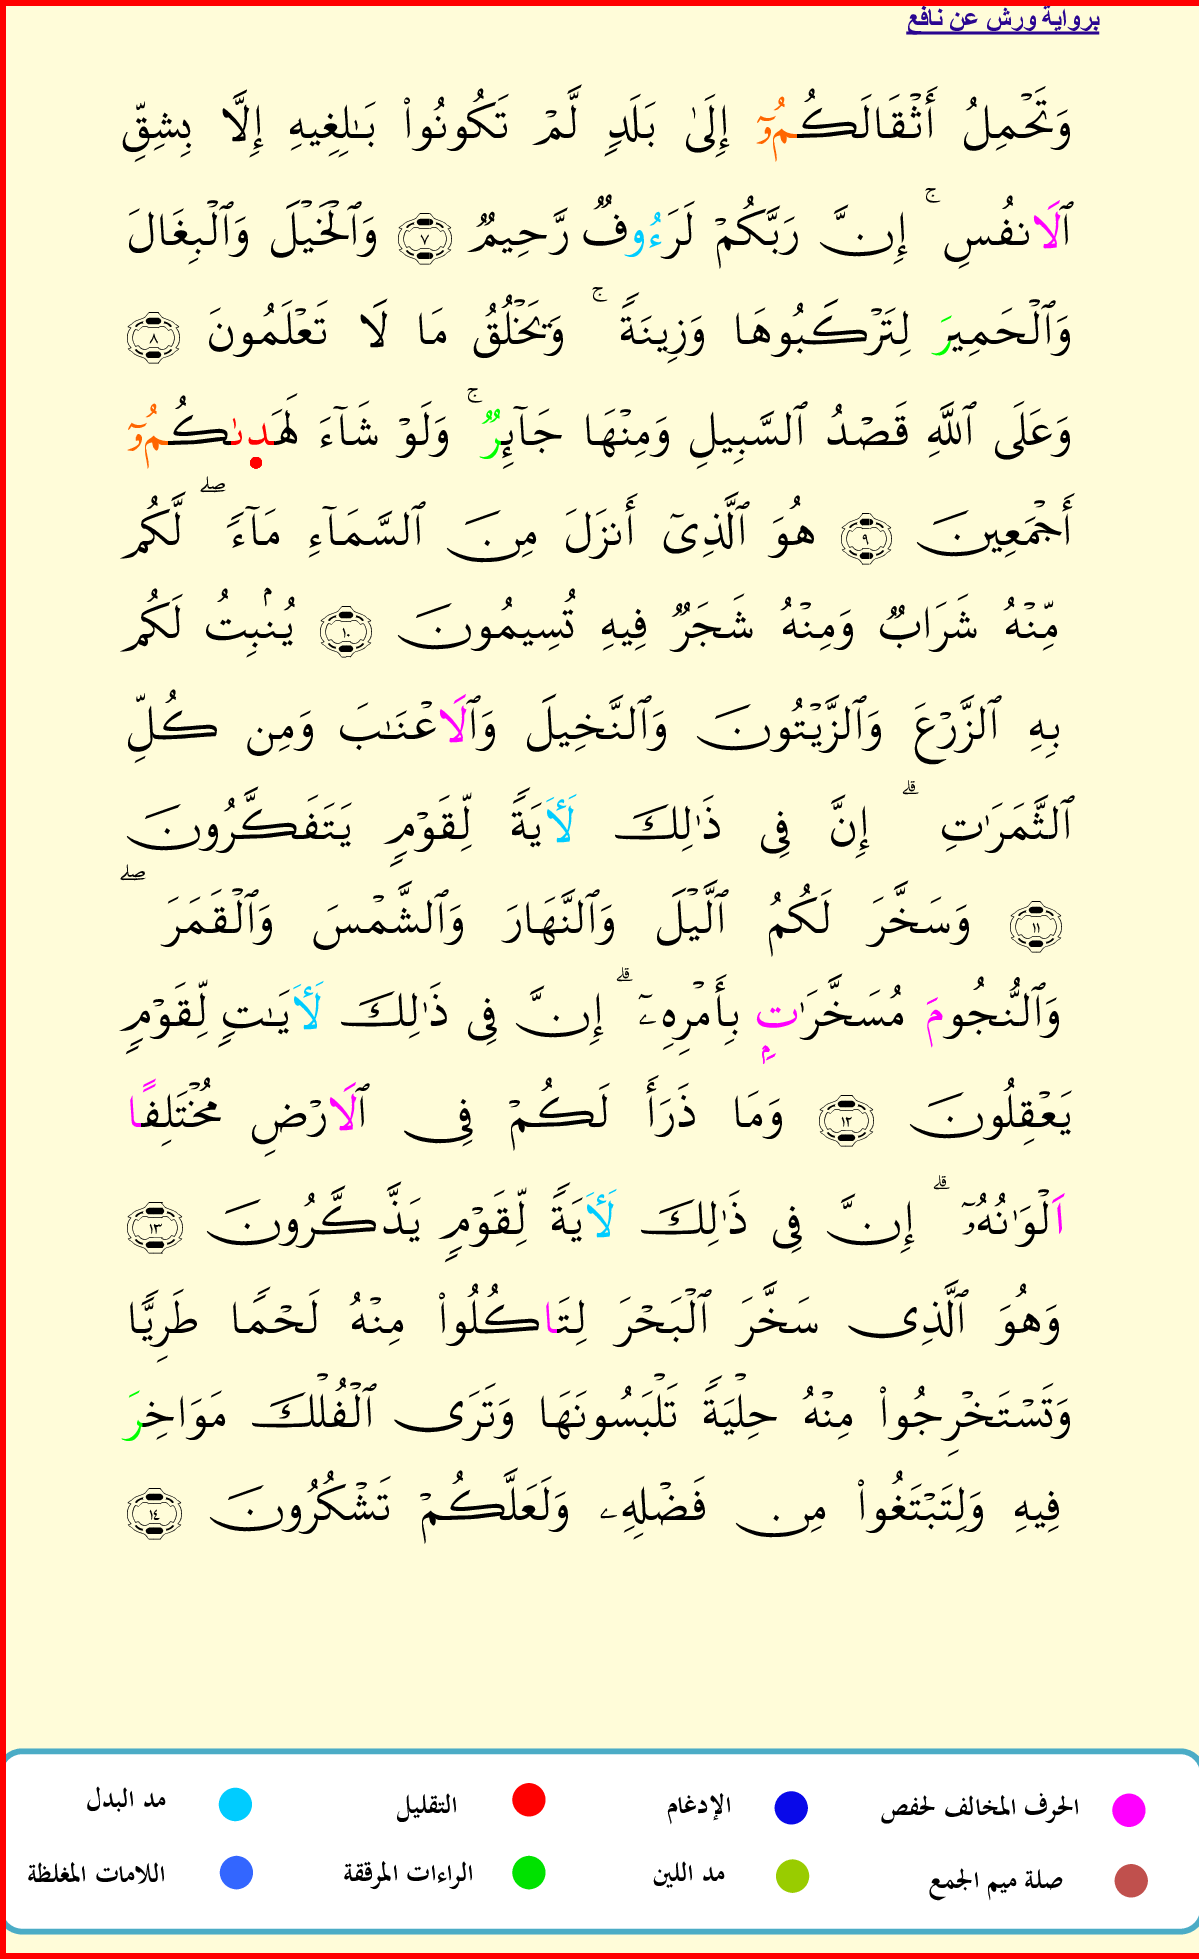 برواية ورش عن نافع
وَتَحْمِلُ أَثْقَالَكُمُۥٓ إِلَىٰ بَلَدٍ لَّمْ تَكُونُوا۟ بَـٰلِغِيهِ إِلَّا بِشِقِّ
ٱلَانفُسِ ۚ إِنَّ رَبَّكُمْ لَرَءُوفٌ رَّحِيمٌ ٧ وَٱلْخَيْلَ وَٱلْبِغَالَ
وَٱلْحَمِيرَ لِتَرْكَبُوهَا وَزِينَةً ۚ وَيَخْلُقُ مَا لَا تَعْلَمُونَ ٨
وَعَلَى ٱللَّهِ قَصْدُ ٱلسَّبِيلِ وَمِنْهَا جَآئِرٌ ۚ وَلَوْ شَآءَ لَهَدٜىٰكُمُۥٓ
أَجْمَعِينَ ٩ هُوَ ٱلَّذِىٓ أَنزَلَ مِنَ ٱلسَّمَآءِ مَآءً ۖ لَّكُم
مِّنْهُ شَرَابٌ وَمِنْهُ شَجَرٌ فِيهِ تُسِيمُونَ ١٠ يُنۢبِتُ لَكُم
بِهِ ٱلزَّرْعَ وَٱلزَّيْتُونَ وَٱلنَّخِيلَ وَٱلَاعْنَـٰبَ وَمِن كُلِّ
ٱلثَّمَرَٰتِ ۗ إِنَّ فِى ذَٰلِكَ لَأَيَةً لِّقَوْمٍ يَتَفَكَّرُونَ
١١ وَسَخَّرَ لَكُمُ ٱلَّيْلَ وَٱلنَّهَارَ وَٱلشَّمْسَ وَٱلْقَمَرَ ۖ
وَٱلنُّجُومَ مُسَخَّرَٰتٍۭ بِأَمْرِهِۦٓ ۗ إِنَّ فِى ذَٰلِكَ لَأَيَـٰتٍ لِّقَوْمٍ
يَعْقِلُونَ ١٢ وَمَا ذَرَأَ لَكُمْ فِى ٱلَارْضِ مُخْتَلِفًا
اَلْوَٰنُهُۥٓ ۗ إِنَّ فِى ذَٰلِكَ لَأَيَةً لِّقَوْمٍ يَذَّكَّرُونَ ١٣
وَهُوَ ٱلَّذِى سَخَّرَ ٱلْبَحْرَ لِتَاكُلُوا۟ مِنْهُ لَحْمًا طَرِيًّا
وَتَسْتَخْرِجُوا۟ مِنْهُ حِلْيَةً تَلْبَسُونَهَا وَتَرَى ٱلْفُلْكَ مَوَاخِرَ
فِيهِ وَلِتَبْتَغُوا۟ مِن فَضْلِهِۦ وَلَعَلَّكُمْ تَشْكُرُونَ ١٤
الحرف المخالف لحفص الإدغام التقليل مد البدل
صلة ميم الجمع مد اللين الراءات المرققة اللامات المغلظة